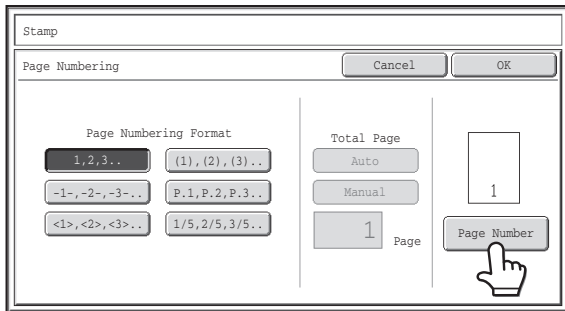 Stamp
Page Numbering
Cancel
OK
Page Numbering Format
1,2,3..
(1),(2),(3)..
-1-,-2-,-3-..
P.1,P.2,P.3..
<1>,<2>,<3>..
1/5,2/5,3/5..
Total Page
Auto
Manual
1 Page
1
Page Number